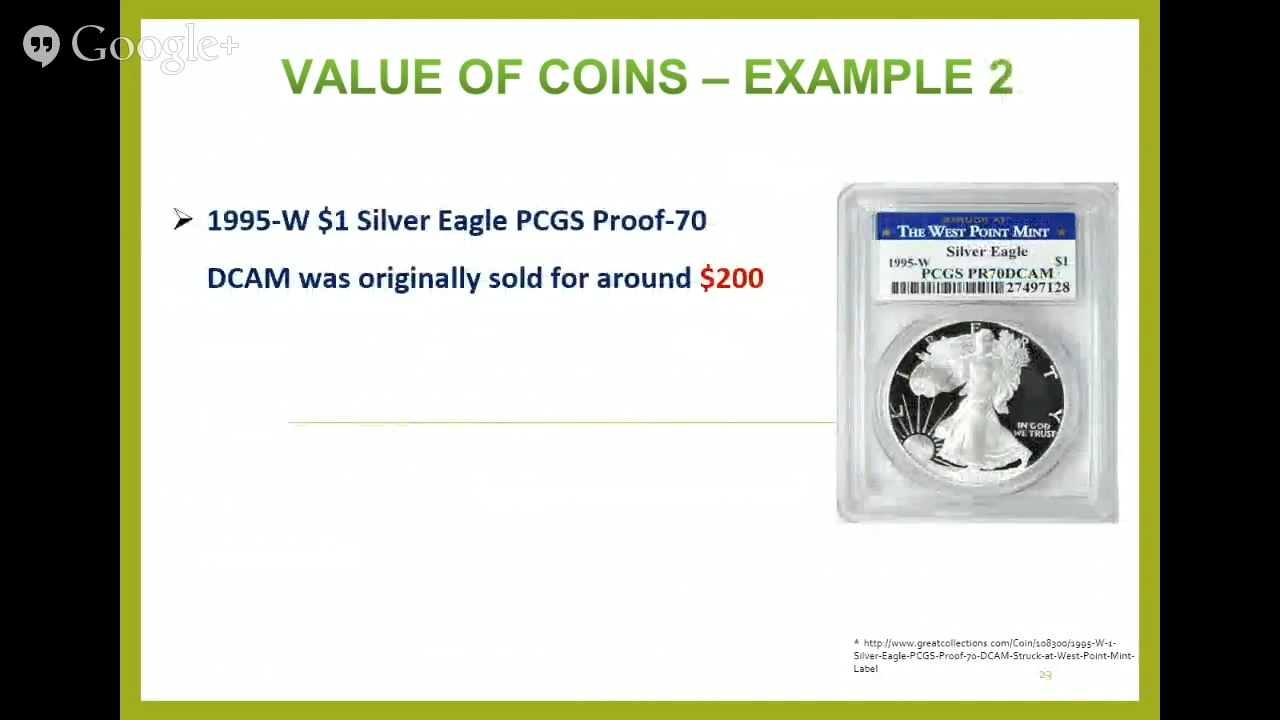 Google+
VALUE OF COINS – EXAMPLE 2
➢ 1995-W $1 Silver Eagle PCGS Proof-70
DCAM was originally sold for around $200
THE WEST POINT MINT
Silver Eagle
1995-W $1
PCGS PR70DCAM
27497128
LIBERTY
IN GOD
WE TRUST
* http://www.greatcollections.com/Coin/108300/1995-W-1-
Silver-Eagle-PCGS-Proof-70-DCAM-Struck-at-West-Point-Mint-
Label